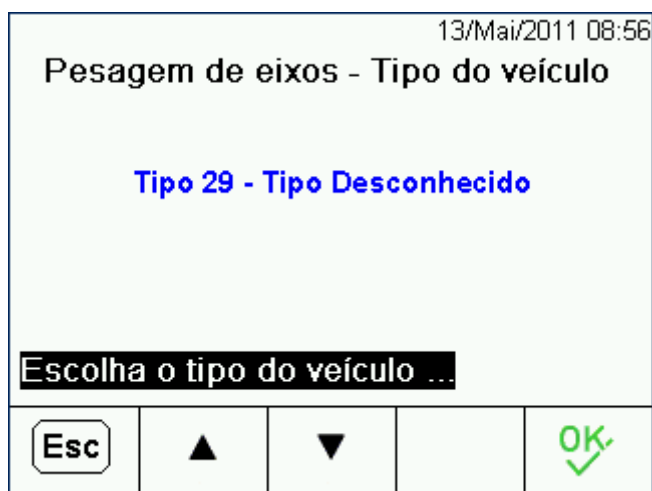 13/Mai/2011 08:56
Pesagem de eixos - Tipo do veículo
Tipo 29 - Tipo Desconhecido
Escolha o tipo do veículo ...
Esc ▲ ▼ OK